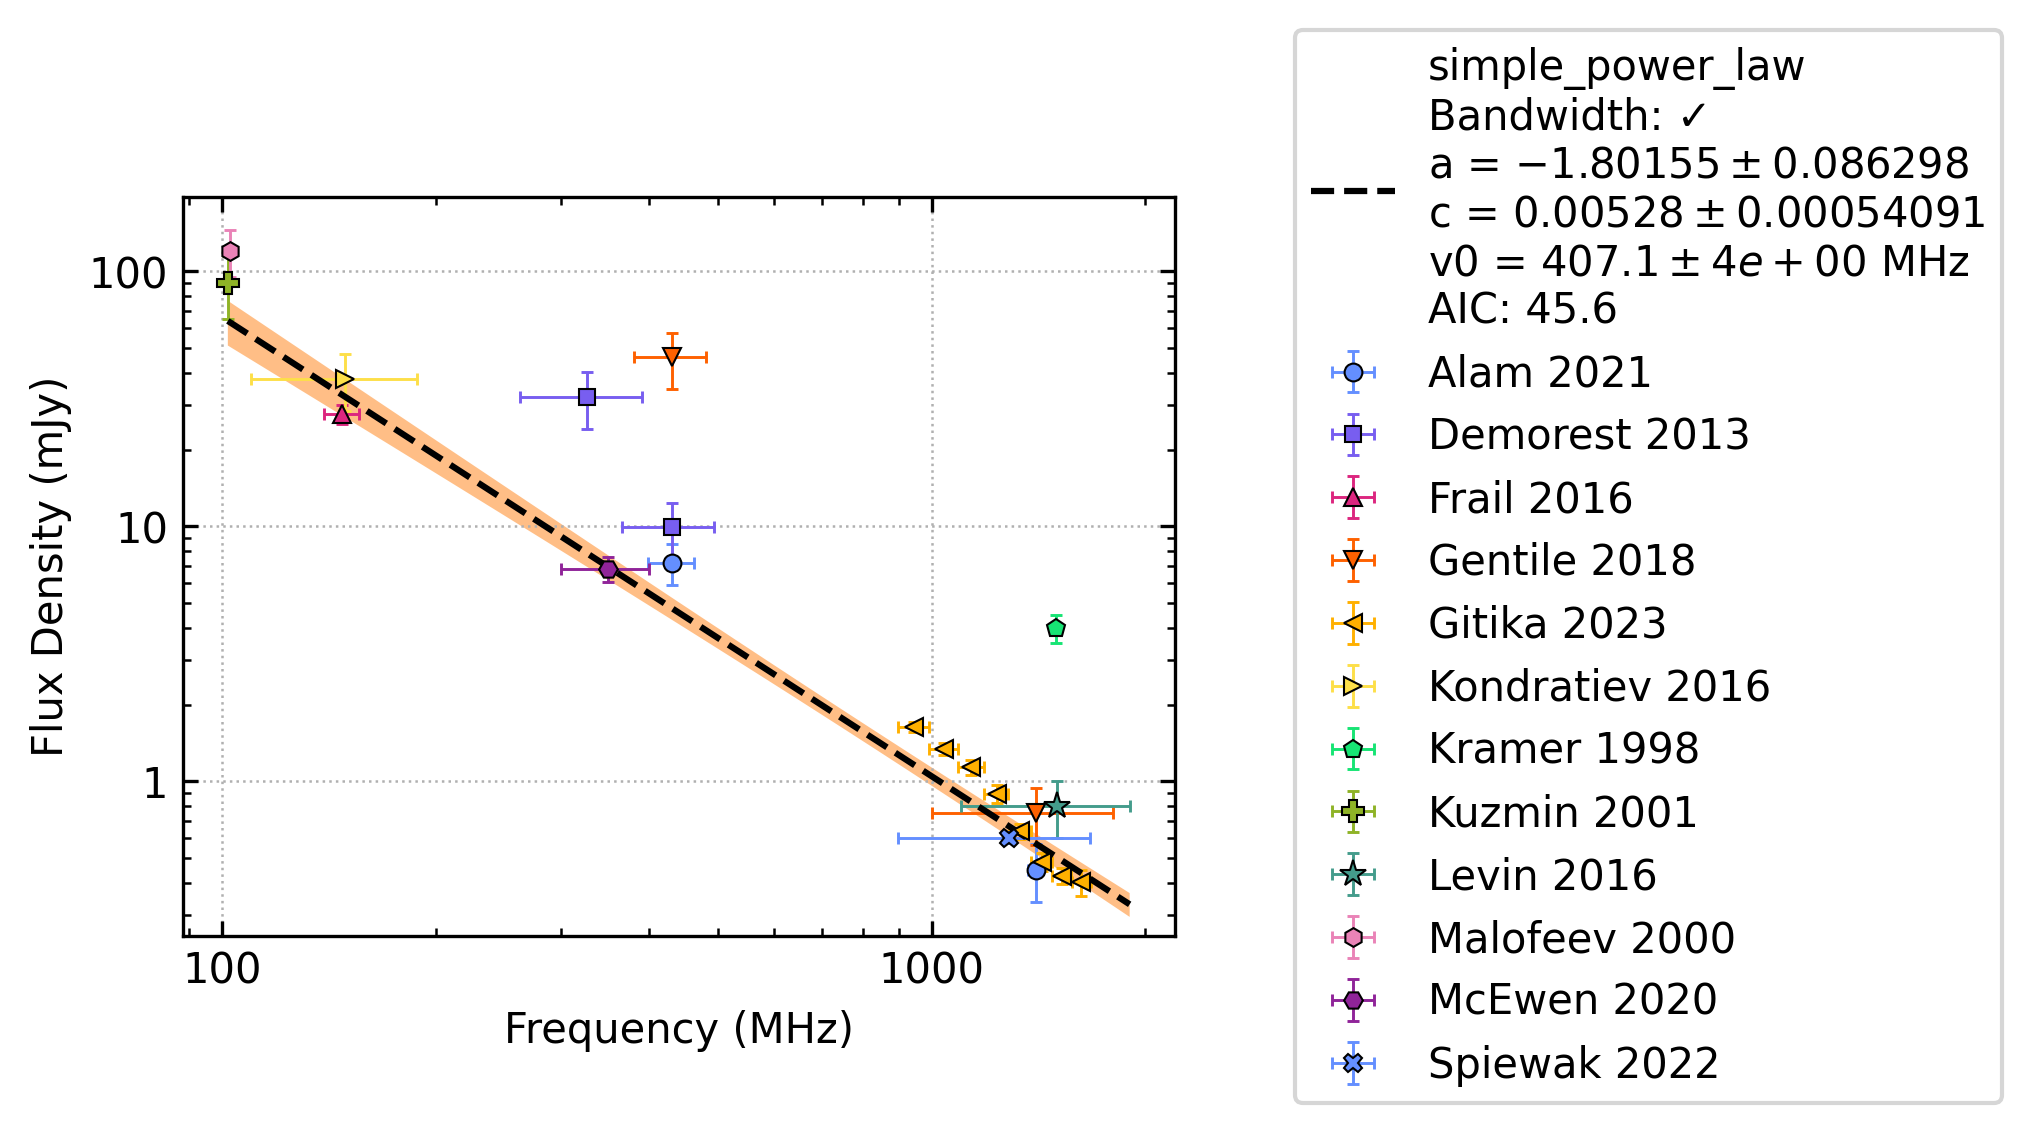 simple_power_law
Bandwidth: ✓
a = −1.80155 ± 0.086298
c = 0.00528 ± 0.00054091
v0 = 407.1 ± 4e + 00 MHz
AIC: 45.6
Alam 2021
Demorest 2013
Frail 2016
Gentile 2018
Gitika 2023
Kondratiev 2016
Kramer 1998
Kuzmin 2001
Levin 2016
Malofeev 2000
McEwen 2020
Spiewak 2022
Flux Density (mJy)
100
10
1
100
1000
Frequency (MHz)